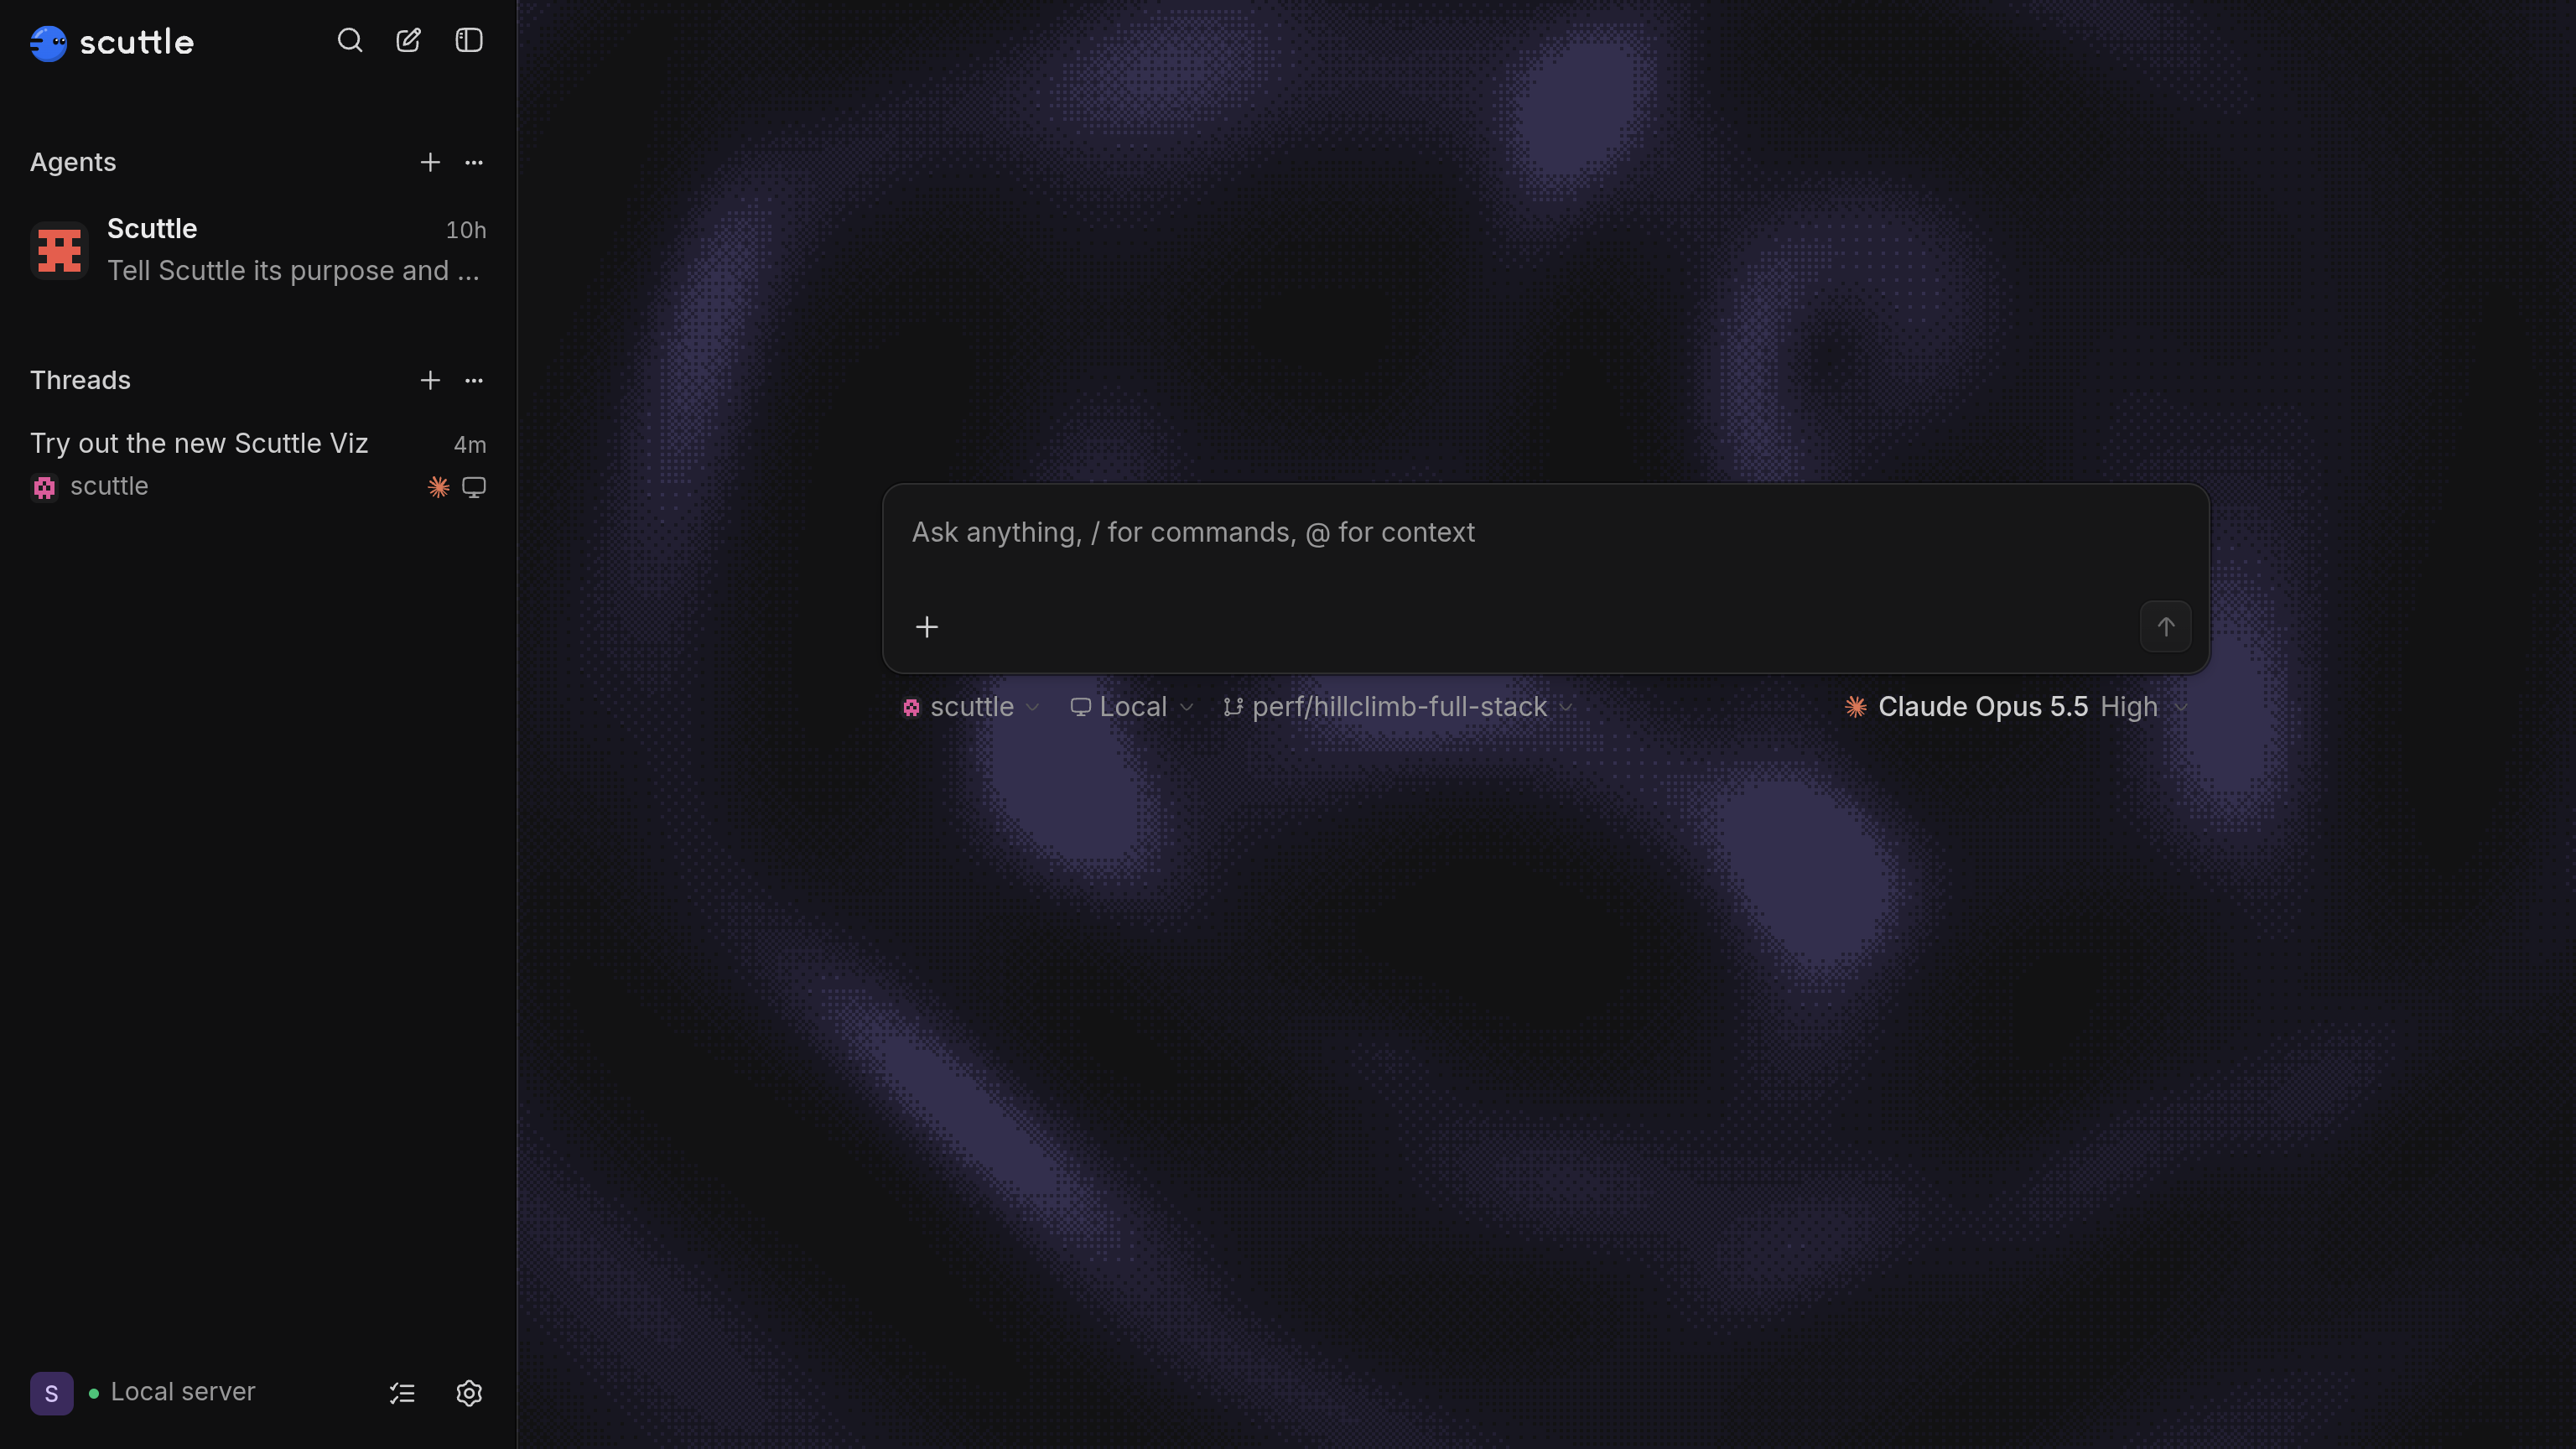 scuttle
Agents
Scuttle 10h
Tell Scuttle its purpose and ...
Threads
Try out the new Scuttle Viz 4m
scuttle
Ask anything, / for commands, @ for context
scuttle Local perf/hillclimb-full-stack Claude Opus 5.5 High
S Local server